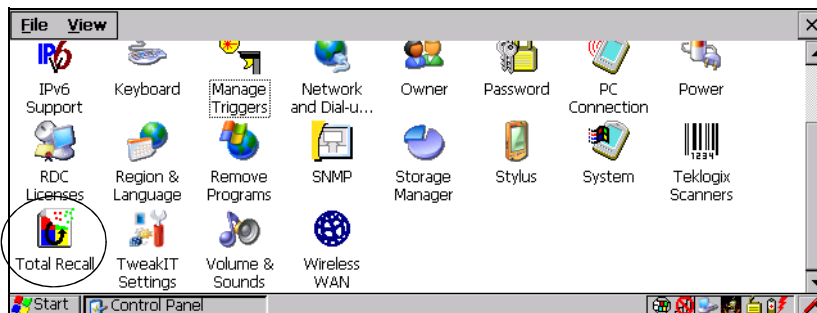 File View
IPv6 Support
Keyboard
Manage Triggers
Network and Dial-u...
Owner
Password
PC Connection
Power
RDC Licenses
Region & Language
Remove Programs
SNMP
Storage Manager
Stylus
System
Teklogix Scanners
Total Recall
TweakIT Settings
Volume & Sounds
Wireless WAN
Start Control Panel